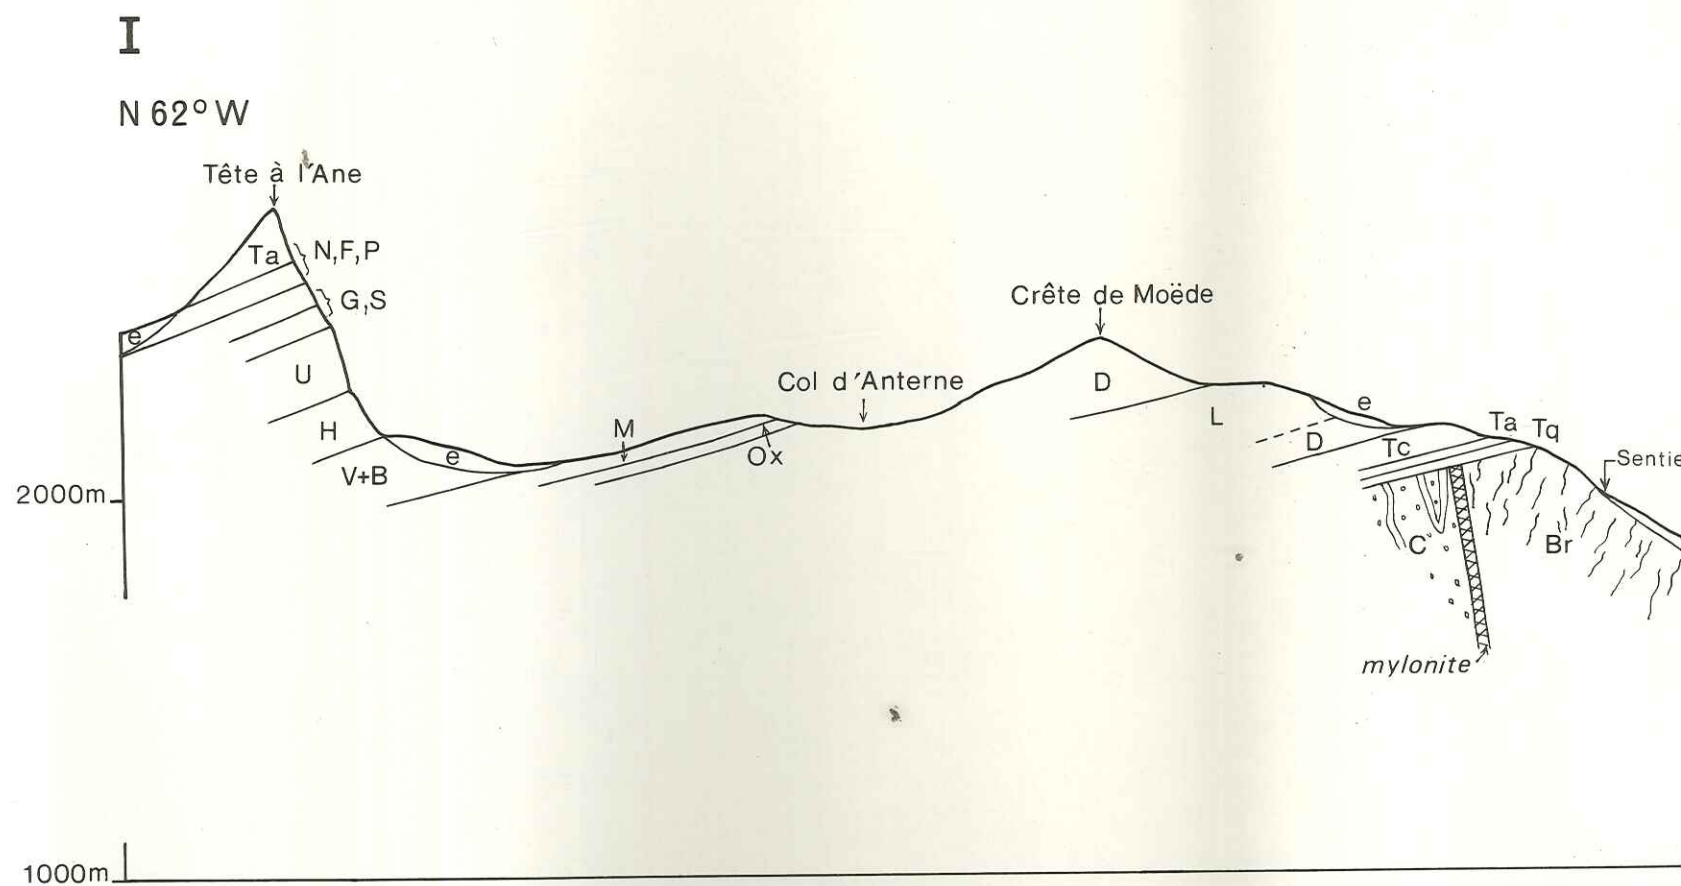 I
N 62° W
Tête à l'Ane
Ta
N,F,P
G,S
e
U
H
V+B
e
M
Ox
Col d'Anterne
Crête de Moëde
D
L
e
D
Tc
Ta
Tq
Sentie
C
Br
mylonite
2000m
1000m